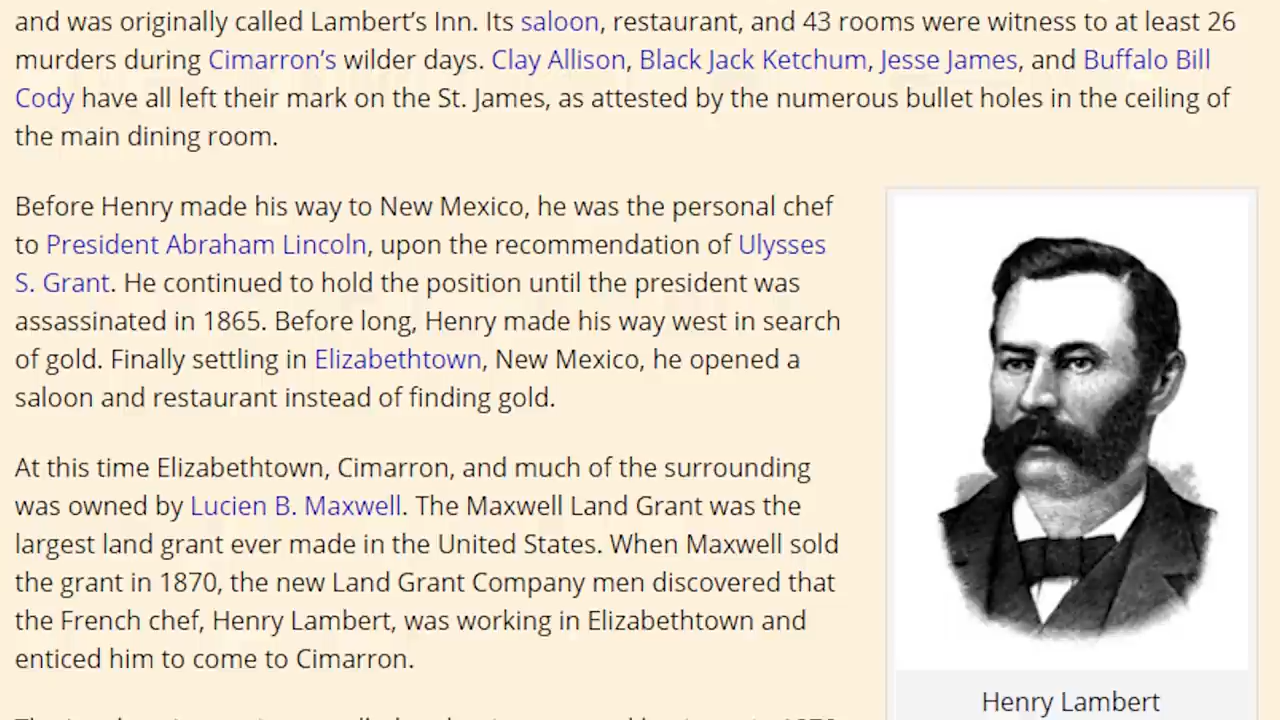 and was originally called Lambert’s Inn. Its saloon, restaurant, and 43 rooms were witness to at least 26
murders during Cimarron’s wilder days. Clay Allison, Black Jack Ketchum, Jesse James, and Buffalo Bill
Cody have all left their mark on the St. James, as attested by the numerous bullet holes in the ceiling of
the main dining room.
Before Henry made his way to New Mexico, he was the personal chef
to President Abraham Lincoln, upon the recommendation of Ulysses
S. Grant. He continued to hold the position until the president was
assassinated in 1865. Before long, Henry made his way west in search
of gold. Finally settling in Elizabethtown, New Mexico, he opened a
saloon and restaurant instead of finding gold.
At this time Elizabethtown, Cimarron, and much of the surrounding
was owned by Lucien B. Maxwell. The Maxwell Land Grant was the
largest land grant ever made in the United States. When Maxwell sold
the grant in 1870, the new Land Grant Company men discovered that
the French chef, Henry Lambert, was working in Elizabethtown and
enticed him to come to Cimarron.
Henry Lambert